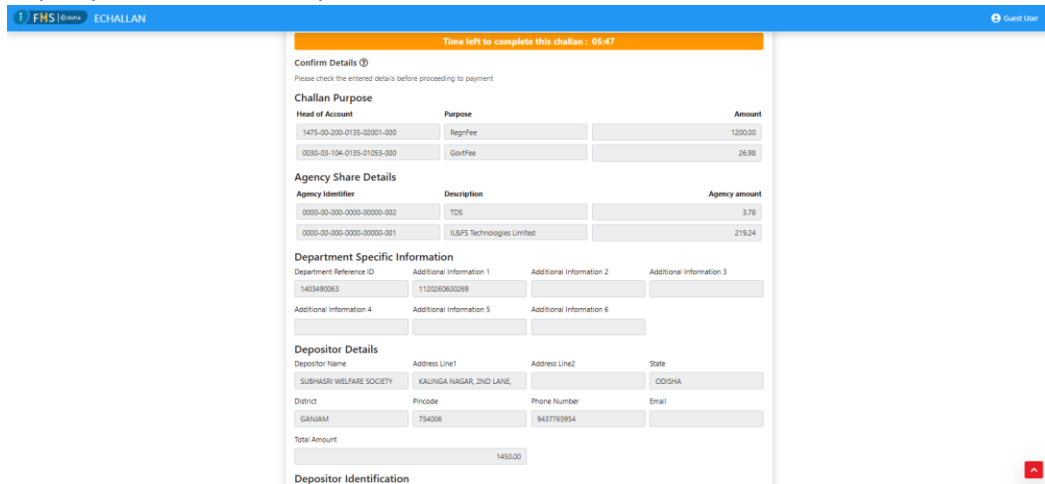 FMS |Odisha ECHALLAN Guest User
Time left to complete this challan : 05:47
Confirm Details
Please check the entered details before proceeding to payment
Challan Purpose
Head of Account Purpose Amount
1475-00-200-0135-02001-000 RegnFee 1200.00
0030-03-104-0135-01053-000 GovtFee 26.98
Agency Share Details
Agency Identifier Description Agency amount
0000-00-000-0000-00000-002 TDS 3.78
0000-00-000-0000-00000-001 IL&FS Technologies Limited 219.24
Department Specific Information
Department Reference ID Additional Information 1 Additional Information 2 Additional Information 3
1403490063 1120260600269
Additional Information 4 Additional Information 5 Additional Information 6
Depositor Details
Depositor Name Address Line1 Address Line2 State
SUBHASRI WELFARE SOCIETY KALINGA NAGAR, 2ND LANE, ODISHA
District Pincode Phone Number Email
GANJAM 754006 9437765954
Total Amount
1450.00
Depositor Identification